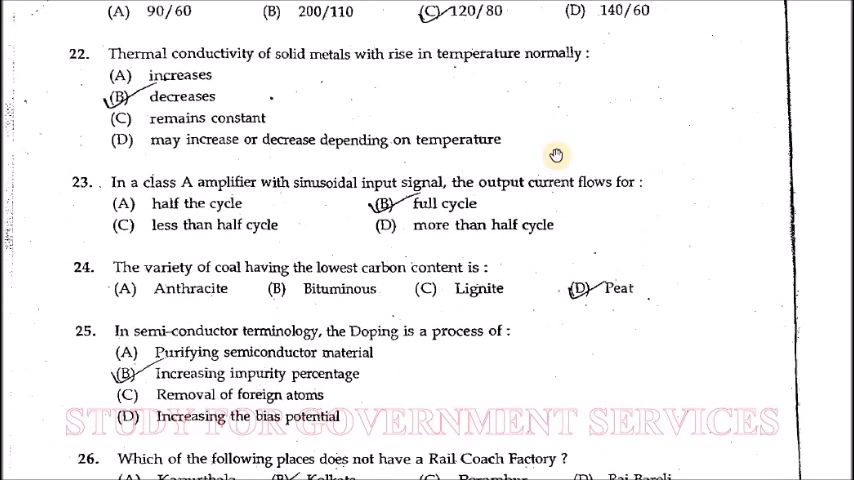 (A) 90/60 (B) 200/110 (C) 120/80 (D) 140/60
22. Thermal conductivity of solid metals with rise in temperature normally :
(A) increases
(B) decreases
(C) remains constant
(D) may increase or decrease depending on temperature
23. . In a class A amplifier with sinusoidal input signal, the output current flows for :
(A) half the cycle (B) full cycle
(C) less than half cycle (D) more than half cycle
24. The variety of coal having the lowest carbon content is :
(A) Anthracite (B) Bituminous (C) Lignite (D) Peat
25. In semi-conductor terminology, the Doping is a process of :
(A) Purifying semiconductor material
(B) Increasing impurity percentage
(C) Removal of foreign atoms
(D) Increasing the bias potential
STUDY FOR GOVERNMENT SERVICES
26. Which of the following places does not have a Rail Coach Factory ?
(A) Kapurthala (B) Kolkata (C) Perambur (D) Rai Bareli